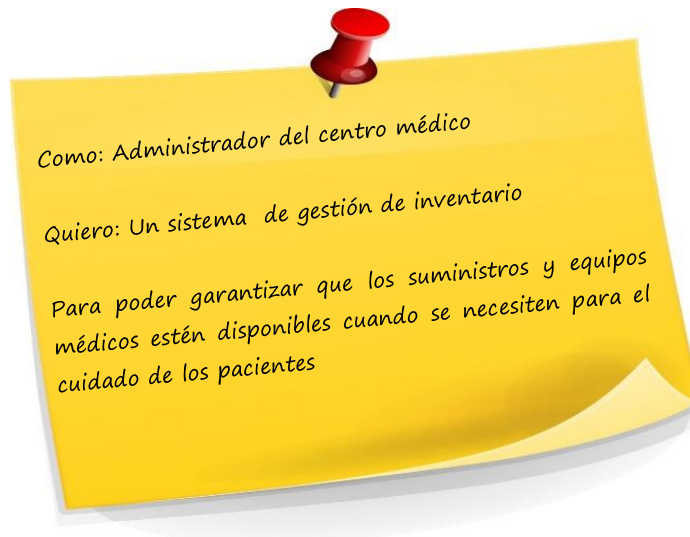 Como: Administrador del centro médico
Quiero: Un sistema de gestión de inventario
Para poder garantizar que los suministros y equipos
médicos estén disponibles cuando se necesiten para el
cuidado de los pacientes